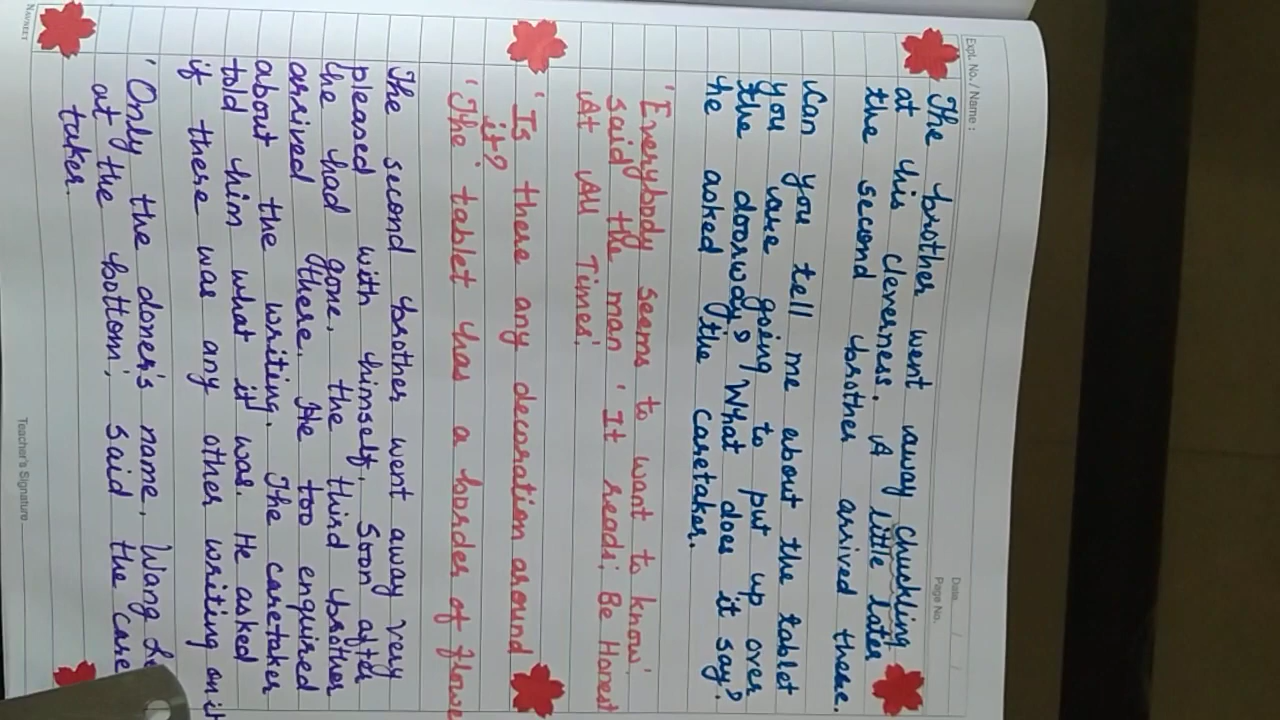 Expt. No./ Name :
Date
Page No.
The brother went away chuckling
at his cleverness. A little later
the second brother arrived there.
Can you tell me about the tablet
you are going to put up over
the doorway? What does it say?
he asked the caretaker.
'Everybody seems to want to know'.
said the man 'It reads; Be Honest
At All Times'.
'Is there any decoration around
it?
'The tablet has a border of flowe
The second brother went away very
pleased with himself. Soon after
he had gone, the third brother
arrived there. He too enquired
about the writing. The caretaker
told him what it was. He asked
if there was any other writing on it
'Only the doner's name, Wang
at the bottom', said the care
taker.
Teacher's Signature
NAVNEET